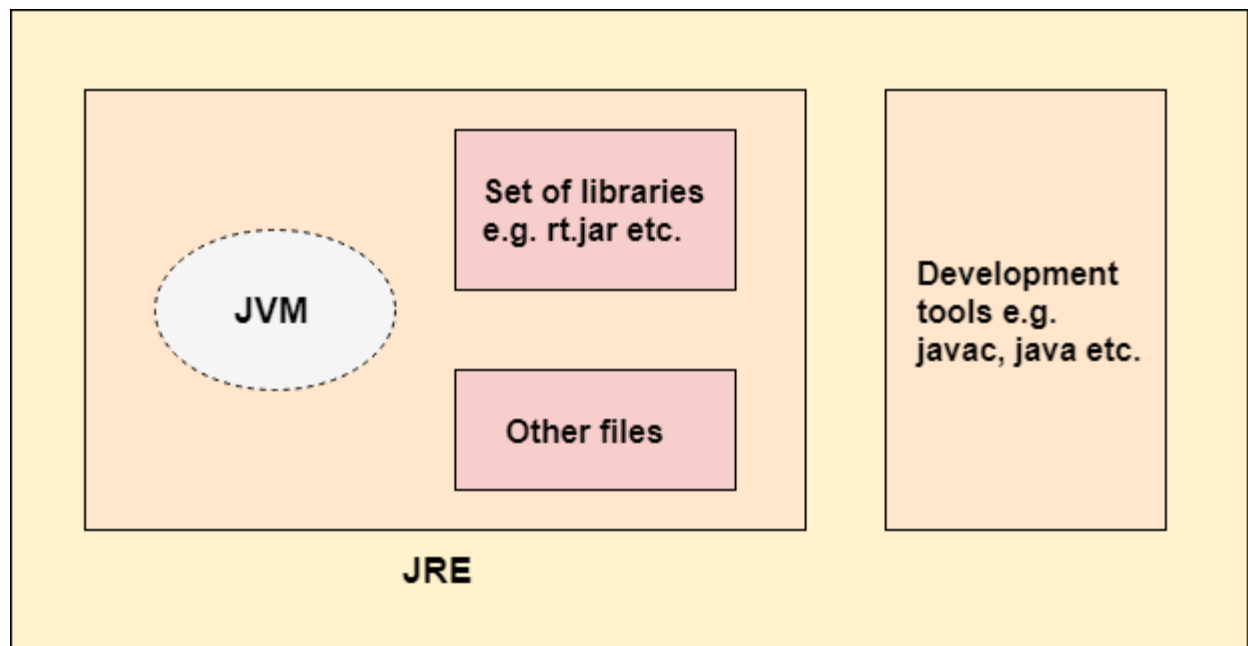 JVM
Set of libraries
e.g. rt.jar etc.
Other files
JRE
Development
tools e.g.
javac, java etc.